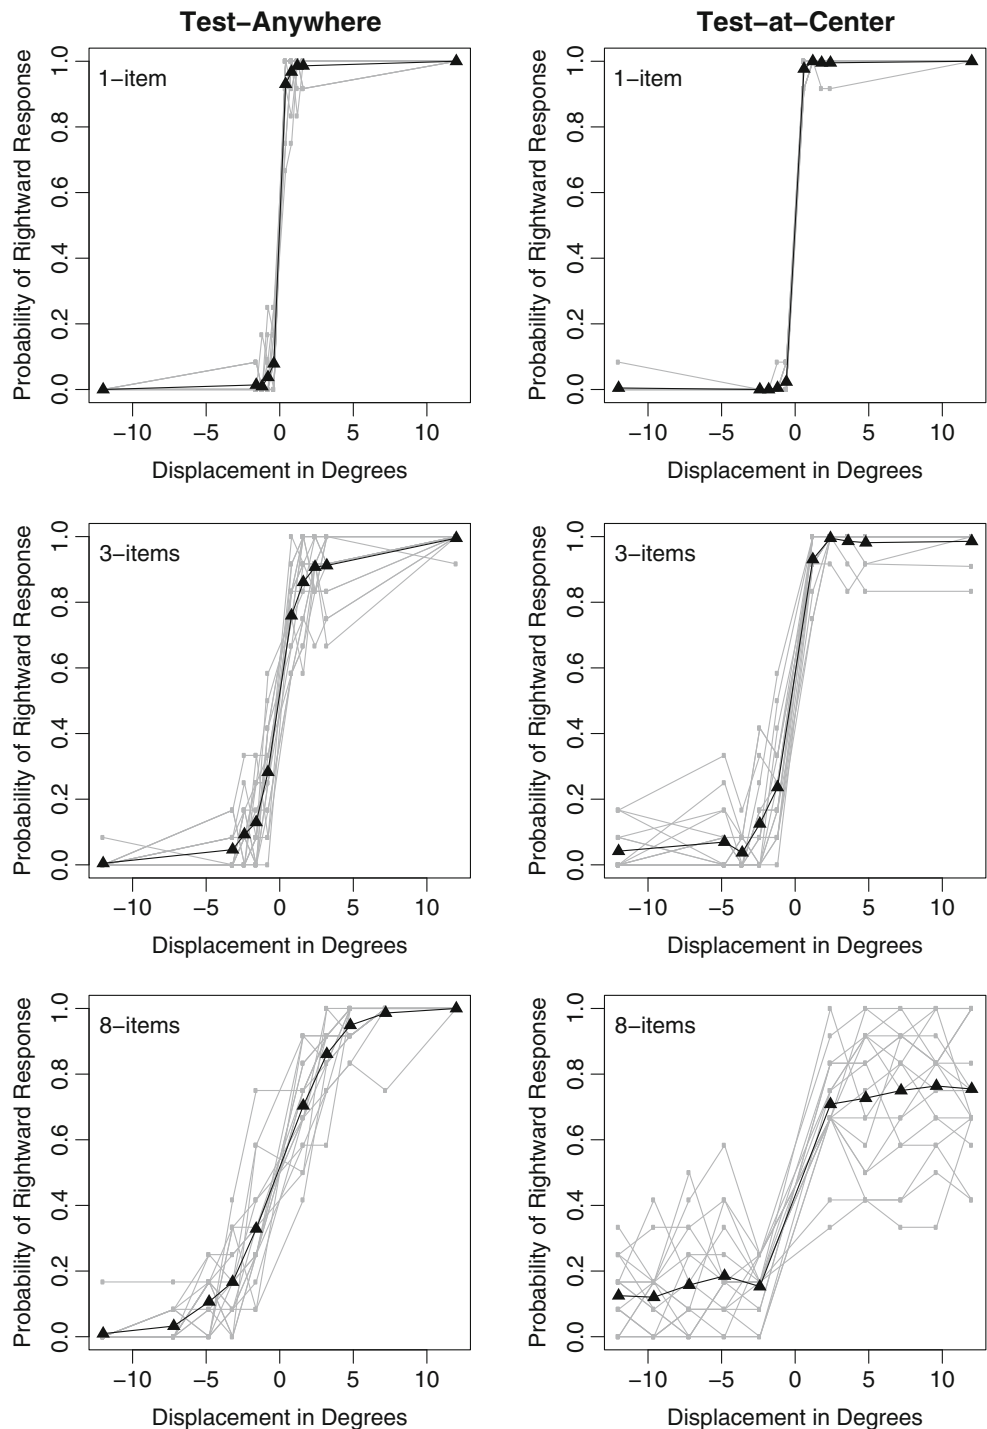 Test−Anywhere
Test−at−Center
1−item
Probability of Rightward Response
0.0 0.2 0.4 0.6 0.8 1.0
−10 −5 0 5 10
Displacement in Degrees
1−item
Probability of Rightward Response
0.0 0.2 0.4 0.6 0.8 1.0
−10 −5 0 5 10
Displacement in Degrees
3−items
Probability of Rightward Response
0.0 0.2 0.4 0.6 0.8 1.0
−10 −5 0 5 10
Displacement in Degrees
3−items
Probability of Rightward Response
0.0 0.2 0.4 0.6 0.8 1.0
−10 −5 0 5 10
Displacement in Degrees
8−items
Probability of Rightward Response
0.0 0.2 0.4 0.6 0.8 1.0
−10 −5 0 5 10
Displacement in Degrees
8−items
Probability of Rightward Response
0.0 0.2 0.4 0.6 0.8 1.0
−10 −5 0 5 10
Displacement in Degrees